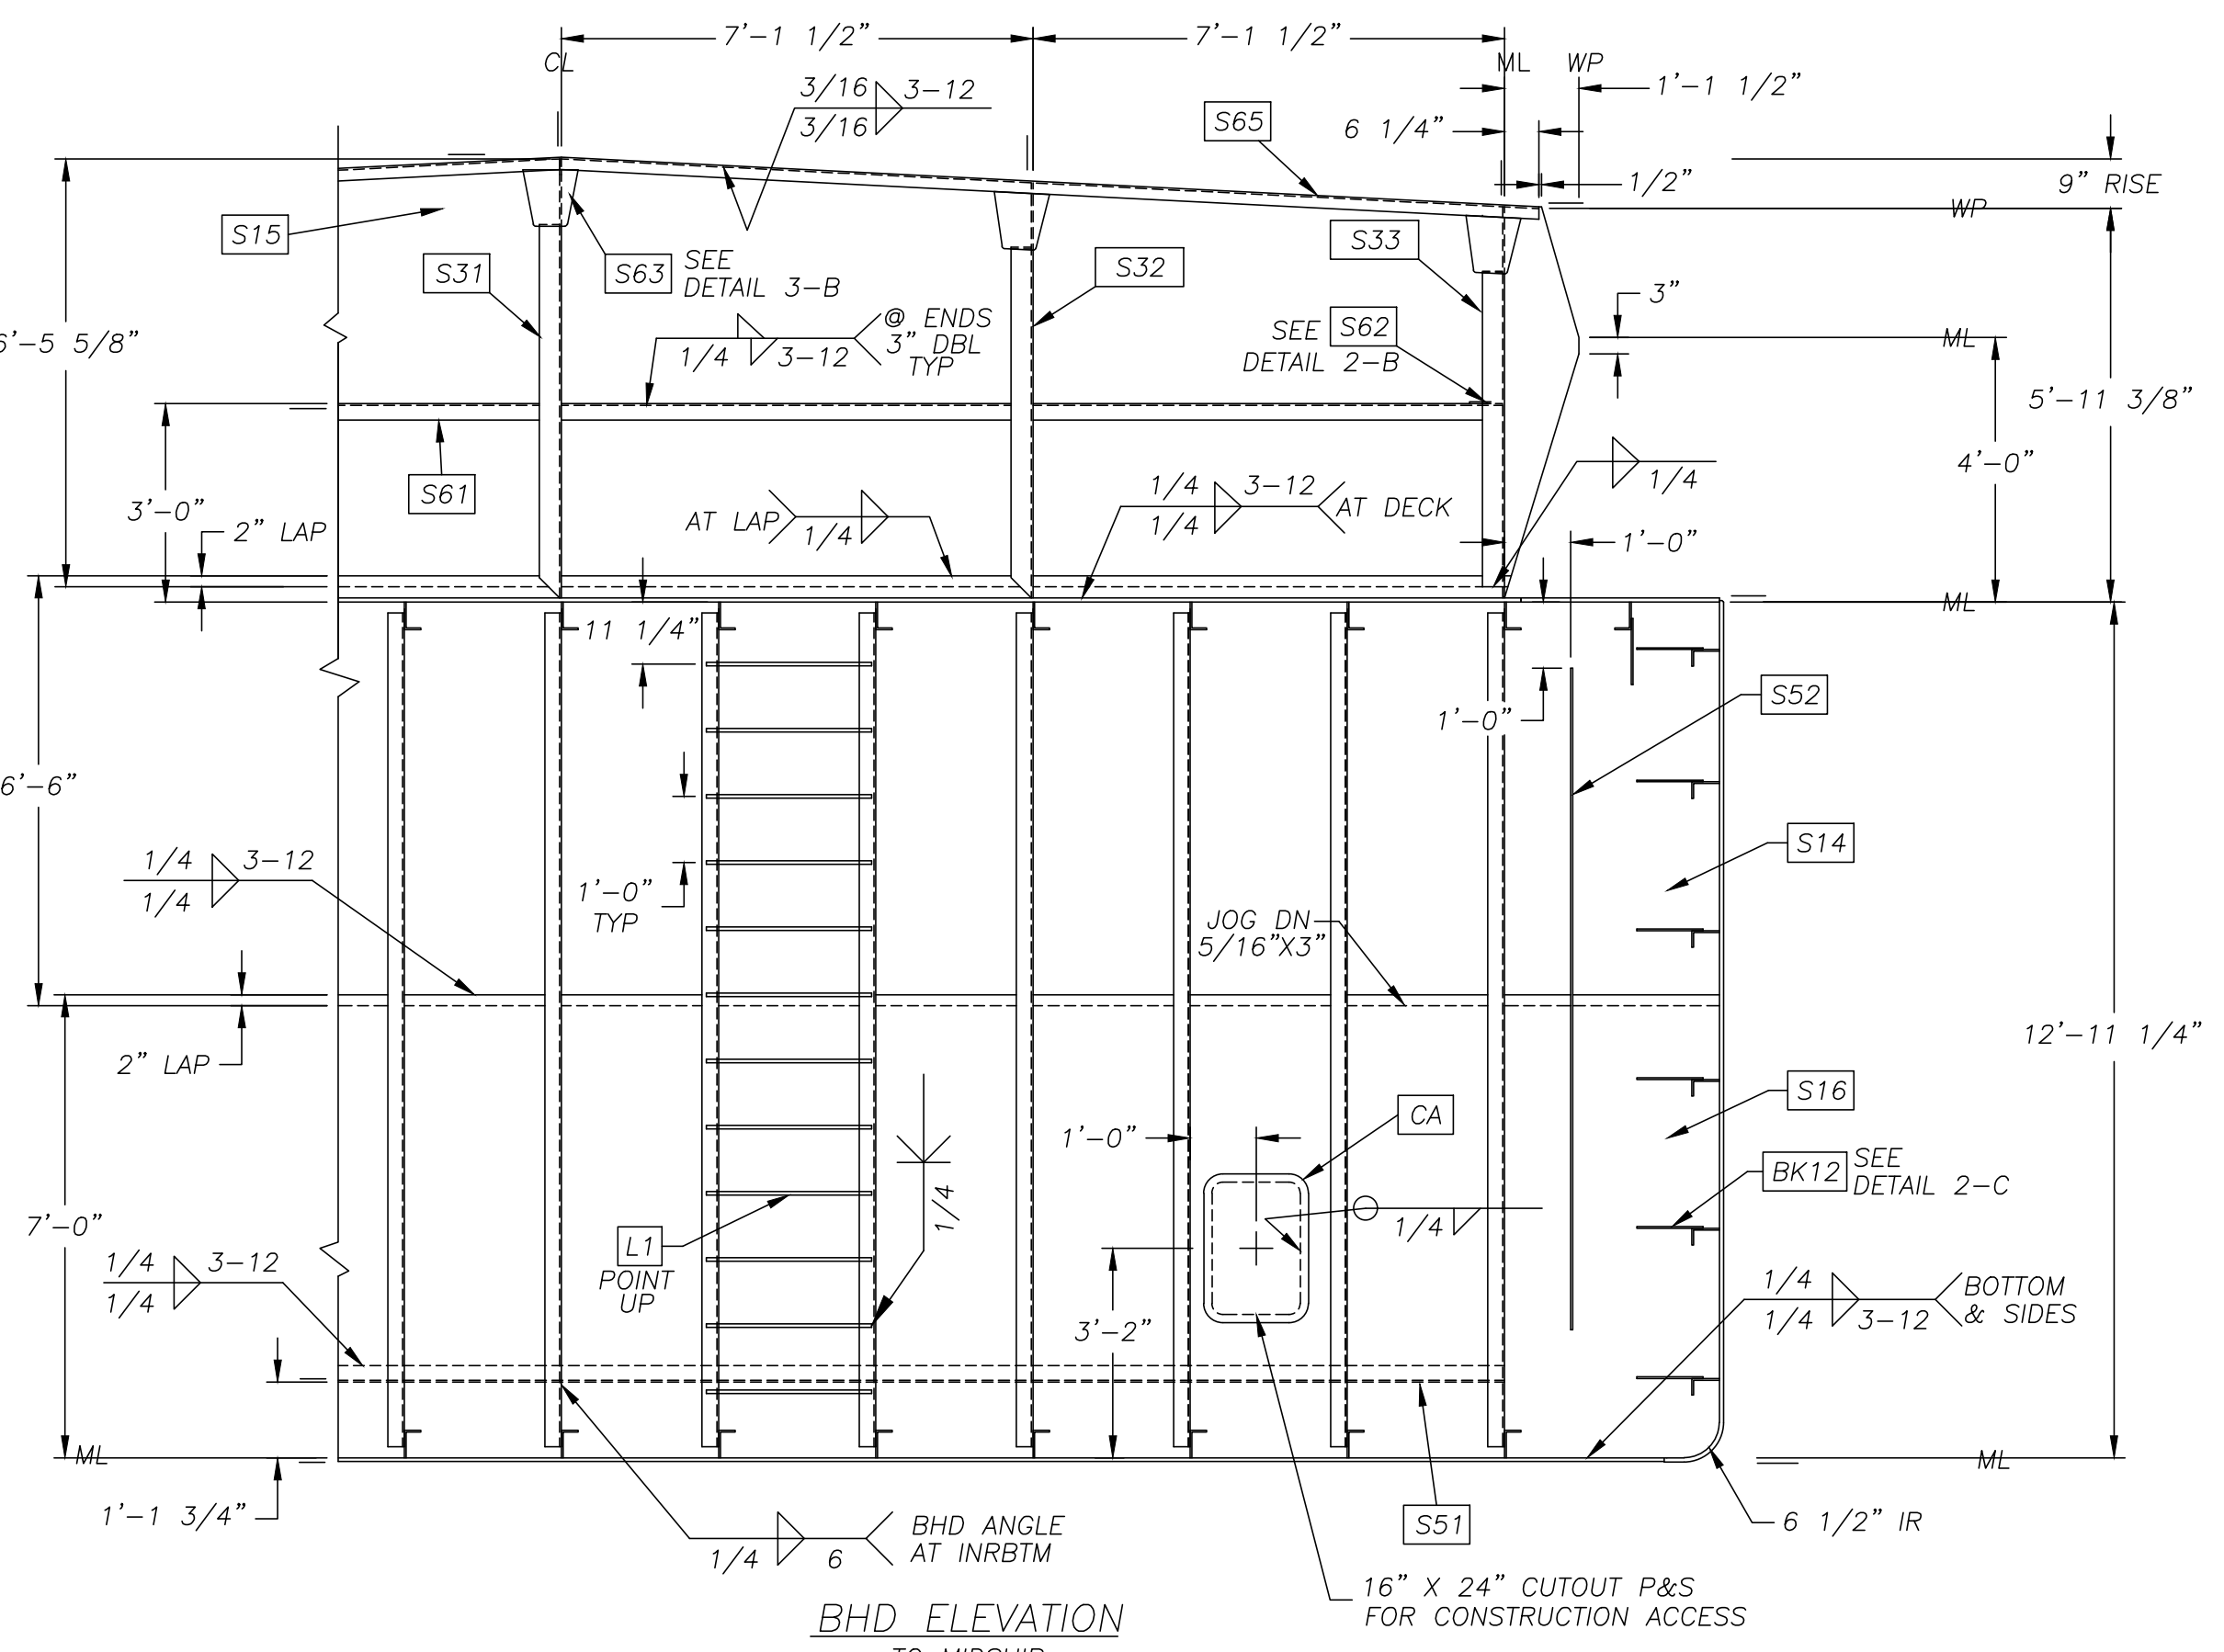 7'-1 1/2"
7'-1 1/2"
CL
ML
WP
1'-1 1/2"
3/16
3-12
3/16
S65
6 1/4"
1/2"
9" RISE
WP
S15
S31
S63
SEE
DETAIL 3-B
S32
S33
3"
6'-5 5/8"
@ ENDS
3" DBL
TYP
1/4
3-12
SEE
S62
DETAIL 2-B
ML
5'-11 3/8"
4'-0"
S61
3'-0"
2" LAP
AT LAP
1/4
1/4
3-12
1/4
AT DECK
1/4
1'-0"
ML
11 1/4"
S52
1'-0"
6'-6"
S14
1/4
3-12
1/4
1'-0"
TYP
JOG DN
5/16"X3"
12'-11 1/4"
2" LAP
1'-0"
CA
S16
BK12
SEE
DETAIL 2-C
1/4
1/4
7'-0"
L1
POINT
UP
1/4
3-12
1/4
3'-2"
1/4
1/4
3-12
BOTTOM
& SIDES
ML
ML
1'-1 3/4"
BHD ANGLE
AT INRBTM
1/4
6
S51
6 1/2" IR
16" X 24" CUTOUT P&S
FOR CONSTRUCTION ACCESS
BHD ELEVATION